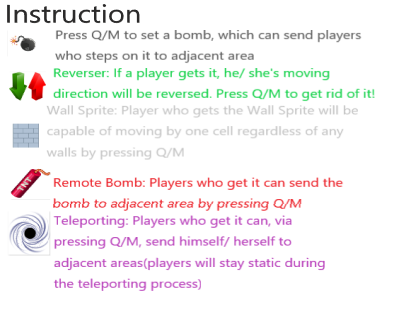 Instruction
Press Q/M to set a bomb, which can send players
who steps on it to adjacent area
Reverser: If a player gets it, he/ she's moving
direction will be reversed. Press Q/M to get rid of it!
Wall Sprite: Player who gets the Wall Sprite will be
capable of moving by one cell regardless of any
walls by pressing Q/M
TNT
Remote Bomb: Players who get it can send the
bomb to adjacent area by pressing Q/M
Teleporting: Players who get it can, via
pressing Q/M, send himself/ herself to
adjacent areas(players will stay static during
the teleporting process)